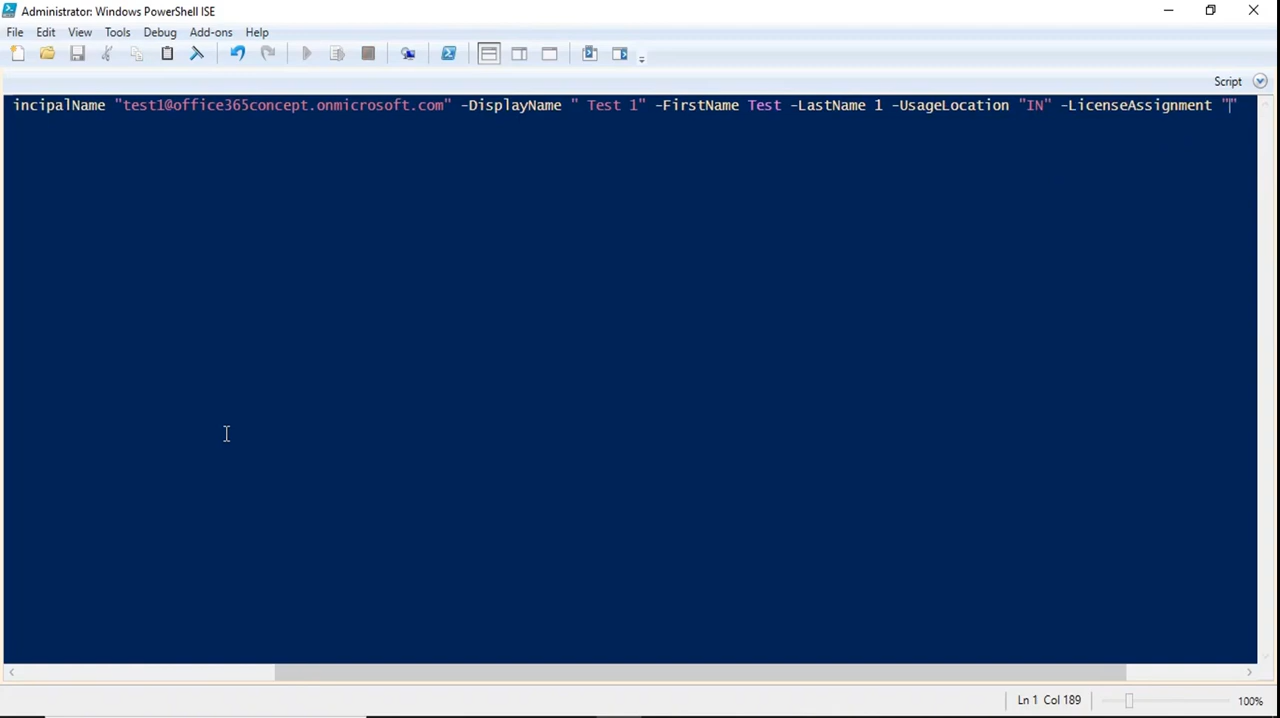 Administrator: Windows PowerShell ISE
File Edit View Tools Debug Add-ons Help
Script
incipalName "test1@office365concept.onmicrosoft.com" -DisplayName " Test 1" -FirstName Test -LastName 1 -UsageLocation "IN" -LicenseAssignment ""
Ln 1 Col 189 100%